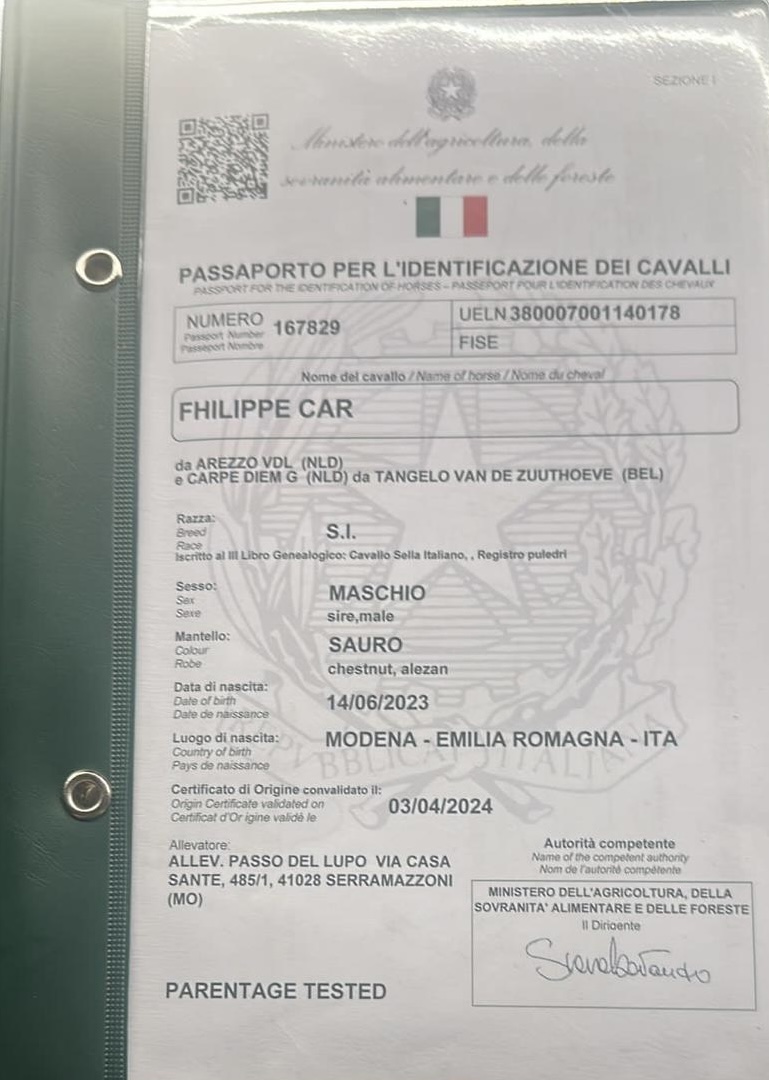 SEZIONE I
Ministero dell'agricoltura, della
sovranità alimentare e delle foreste
PASSAPORTO PER L'IDENTIFICAZIONE DEI CAVALLI
PASSPORT FOR THE IDENTIFICATION OF HORSES – PASSEPORT POUR L'IDENTIFICATION DES CHEVAUX
NUMERO 167829
Passport Number
Passeport Nombre
UELN 380007001140178
FISE
Nome del cavallo / Name of horse / Nome du cheval
FHILIPPE CAR
da AREZZO VDL (NLD)
e CARPE DIEM G (NLD) da TANGELO VAN DE ZUUTHOEVE (BEL)
Razza:
Breed
Race
S.I.
Iscritto al III Libro Genealogico: Cavallo Sella Italiano, , Registro puledri
Sesso:
Sex
Sexe
MASCHIO
sire,male
Mantello:
Colour
Robe
SAURO
chestnut, alezan
Data di nascita:
Date of birth
Date de naissance
14/06/2023
Luogo di nascita:
Country of birth
Pays de naissance
MODENA - EMILIA ROMAGNA - ITA
REPVBBLICA ITALIANA
Certificato di Origine convalidato il:
Origin Certificate validated on
Certificat d'Or igine validé le
03/04/2024
Allevatore:
ALLEV. PASSO DEL LUPO VIA CASA
SANTE, 485/1, 41028 SERRAMAZZONI
(MO)
Autorità competente
Name of the competent authority
Nom de l'autorité compétente
MINISTERO DELL'AGRICOLTURA, DELLA
SOVRANITA' ALIMENTARE E DELLE FORESTE
Il Dirigente
PARENTAGE TESTED